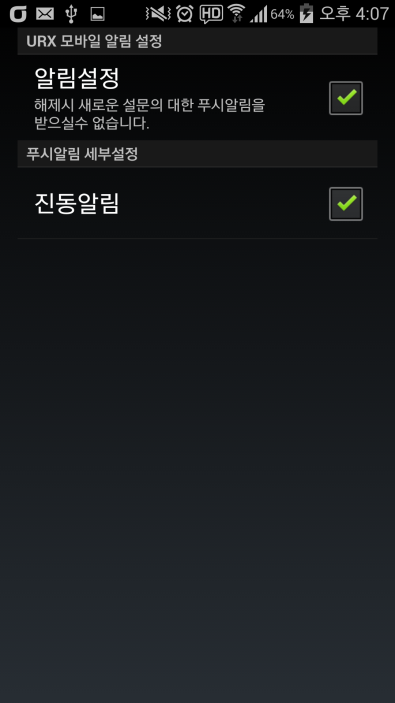 HD 64% 오후 4:07
URX 모바일 알림 설정
알림설정
해제시 새로운 설문의 대한 푸시알림을
받으실수 없습니다.
푸시알림 세부설정
진동알림